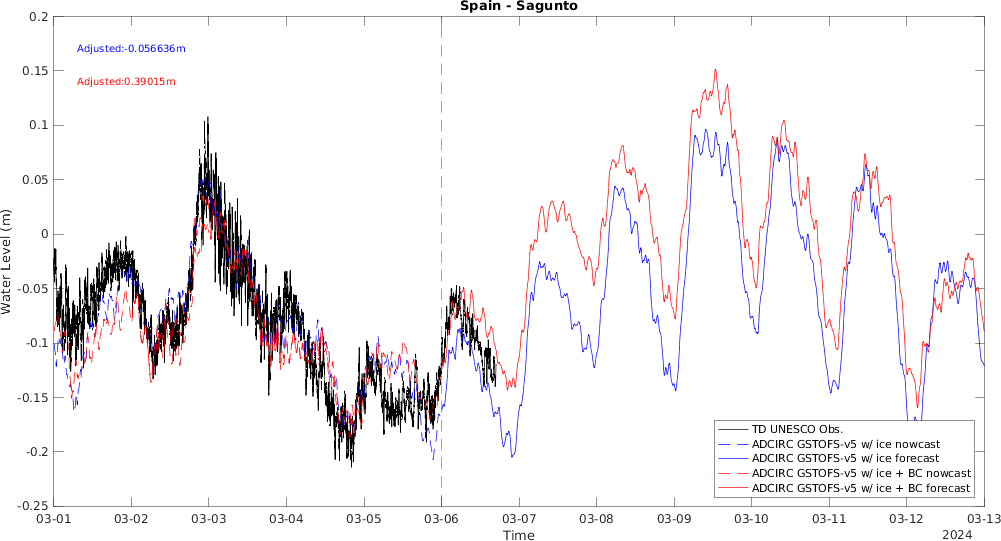 Spain - Sagunto
Adjusted:-0.056636m
Adjusted:0.39015m
Water Level (m)
0.2
0.15
0.1
0.05
0
-0.05
-0.1
-0.15
-0.2
-0.25
TD UNESCO Obs.
ADCIRC GSTOFS-v5 w/ ice nowcast
ADCIRC GSTOFS-v5 w/ ice forecast
ADCIRC GSTOFS-v5 w/ ice + BC nowcast
ADCIRC GSTOFS-v5 w/ ice + BC forecast
03-01 03-02 03-03 03-04 03-05 03-06 03-07 03-08 03-09 03-10 03-11 03-12 03-13
Time
2024